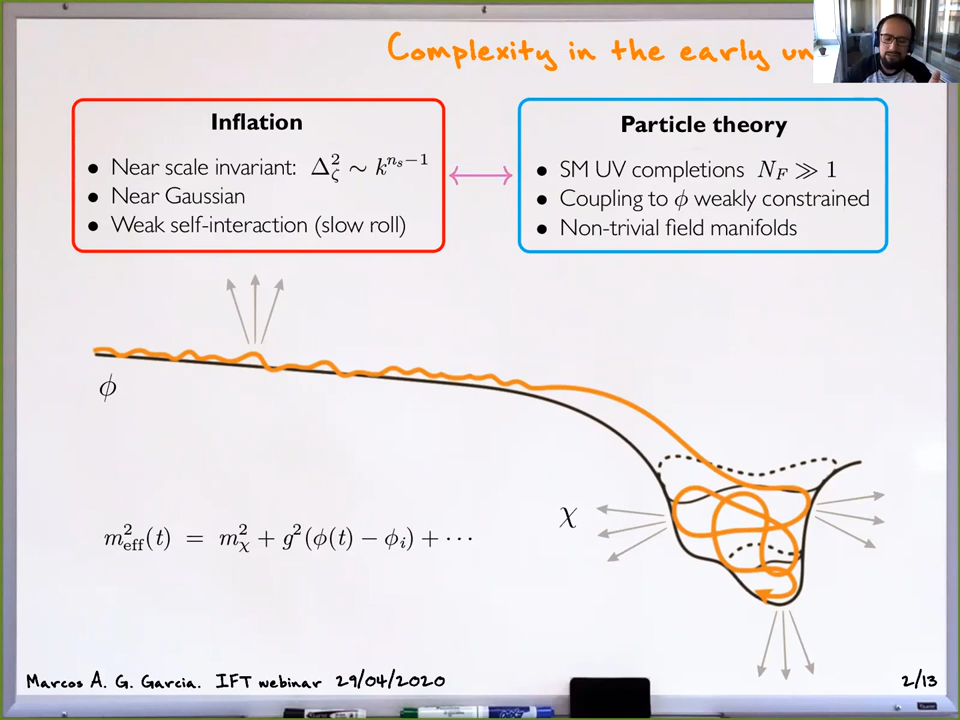 Complexity in the early un
Inflation
● Near scale invariant: Δ²_ζ ∼ k^{n_s−1}
● Near Gaussian
● Weak self-interaction (slow roll)
Particle theory
● SM UV completions N_F ≫ 1
● Coupling to ϕ weakly constrained
● Non-trivial field manifolds
ϕ
χ
m²_eff(t) = m²_χ + g²(ϕ(t) − ϕ_i) + ···
Marcos A. G. Garcia. IFT webinar 29/04/2020
2/13